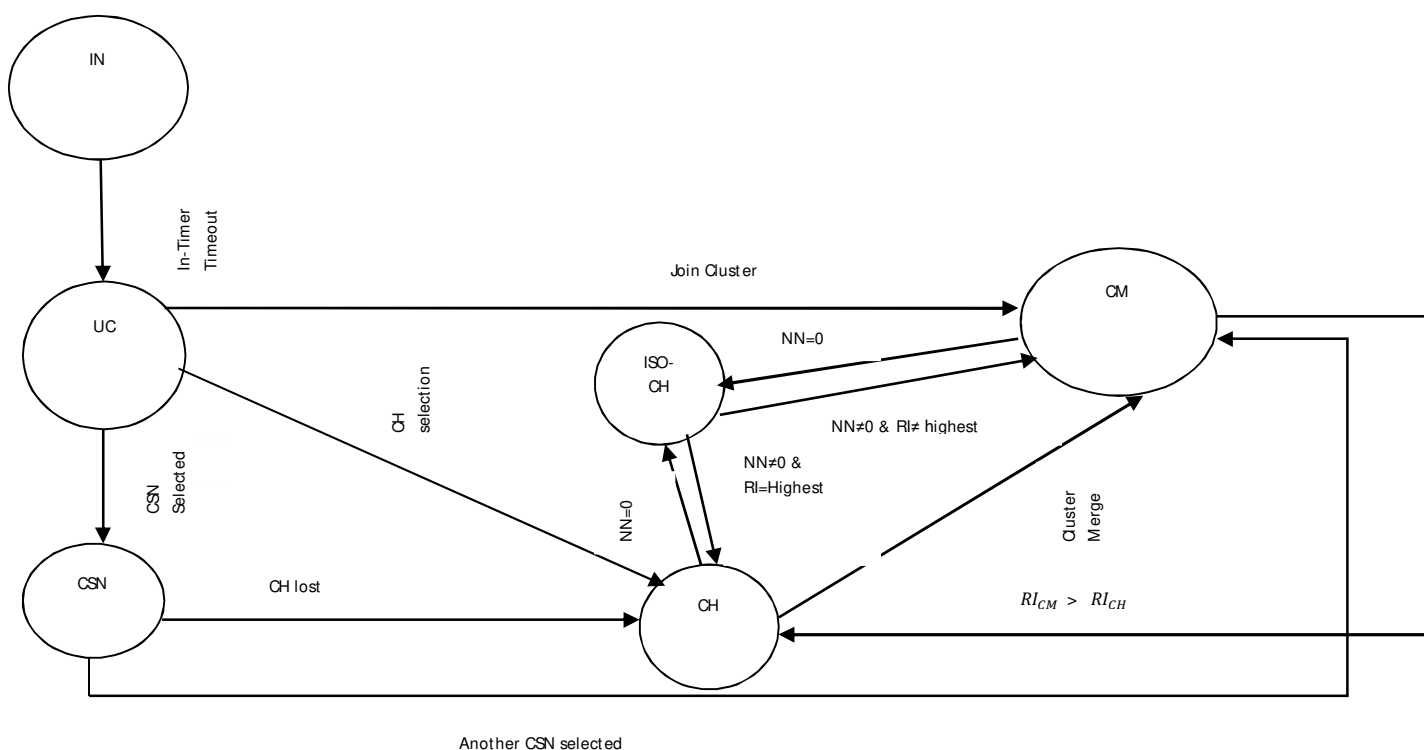 IN
In-Timer
Timeout
Join Cluster
CM
UC
NN=0
ISO-
CH
CH
selection
NN≠0 & RI≠ highest
NN≠0 &
RI=Highest
CSN
Selected
NN=0
Cluster
Merge
CSN
CH lost
CH
RI_CM > RI_CH
Another CSN selected